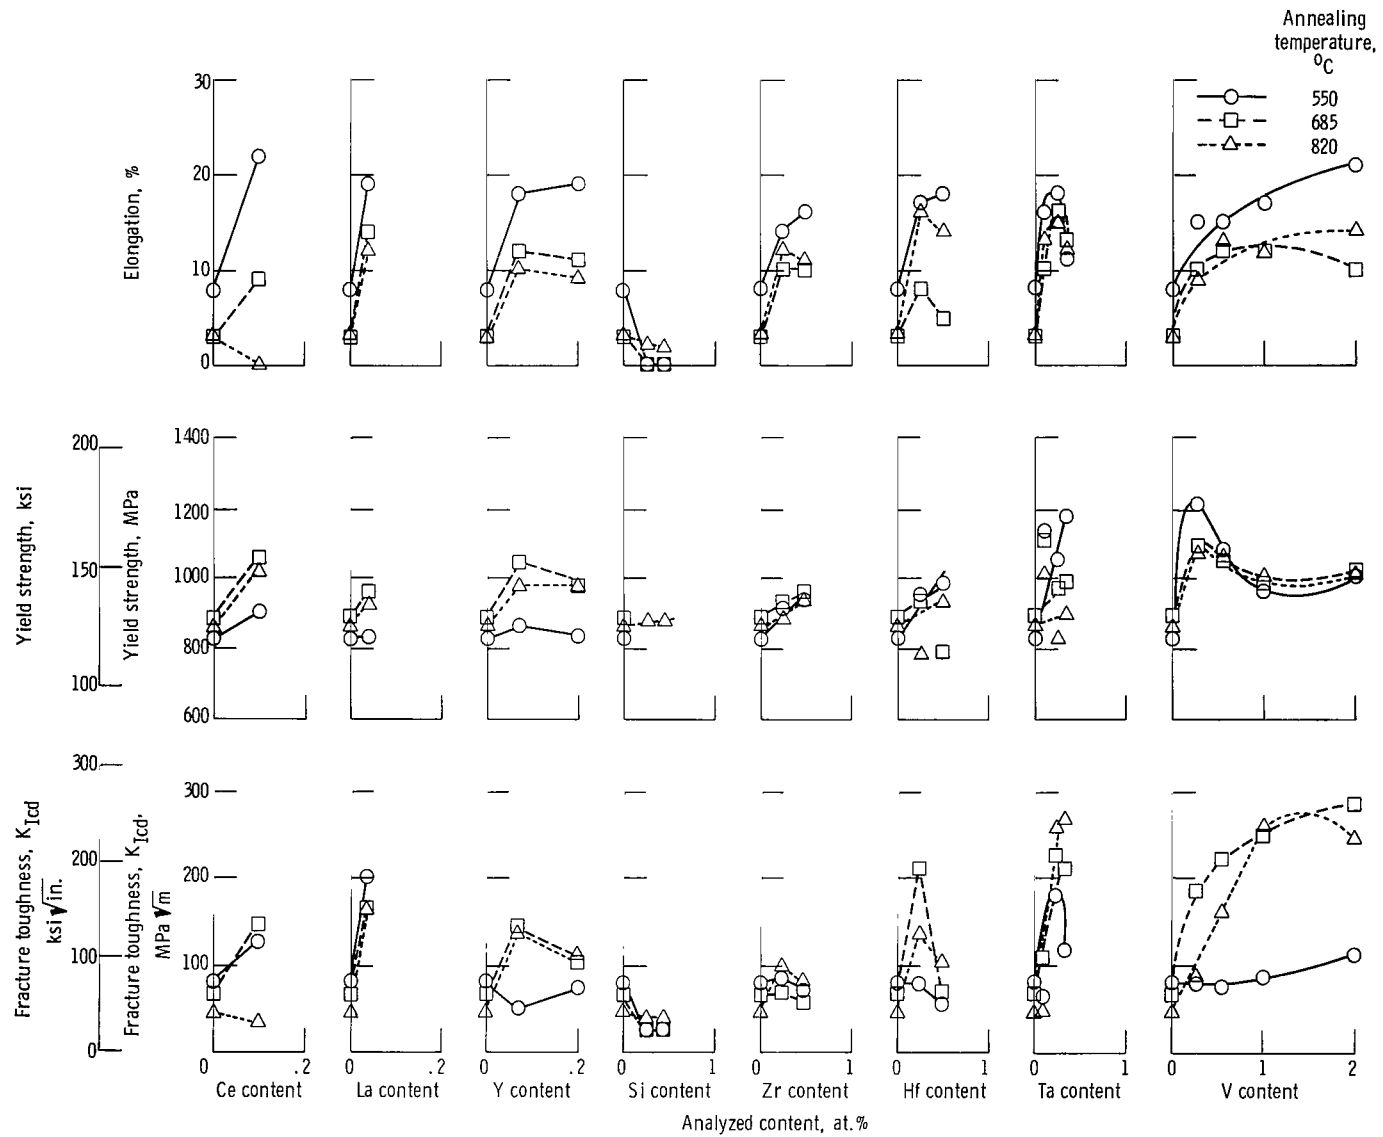 Annealing
temperature,
°C
550
685
820
Elongation, %
30
20
10
0
Yield strength, ksi
200
150
100
Yield strength, MPa
1400
1200
1000
800
600
Fracture toughness, K_Icd
ksi √in.
300
200
100
0
Fracture toughness, K_Icd,
MPa √m
300
200
100
0 .2 0 .2 0 .2 0 1 0 1 0 1 0 1 0 1 2
Ce content La content Y content Si content Zr content Hf content Ta content V content
Analyzed content, at.%